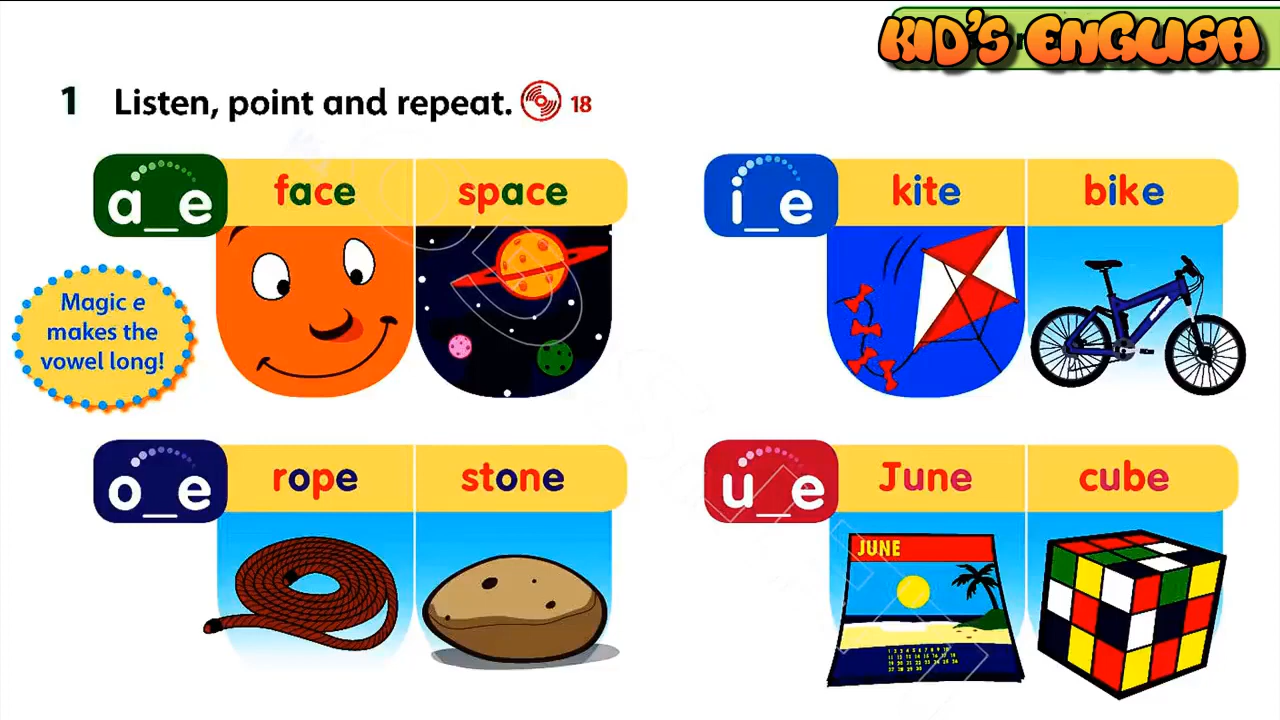 KID'S ENGLISH
1 Listen, point and repeat. 18
a_e face space
i_e kite bike
Magic e
makes the
vowel long!
o_e rope stone
u_e June cube
JUNE